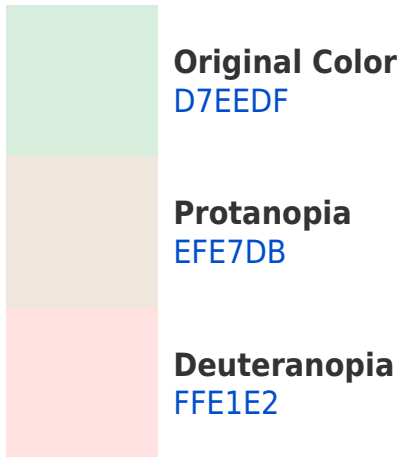 Original Color
D7EEDF
Protanopia
EFE7DB
Deuteranopia
FFE1E2